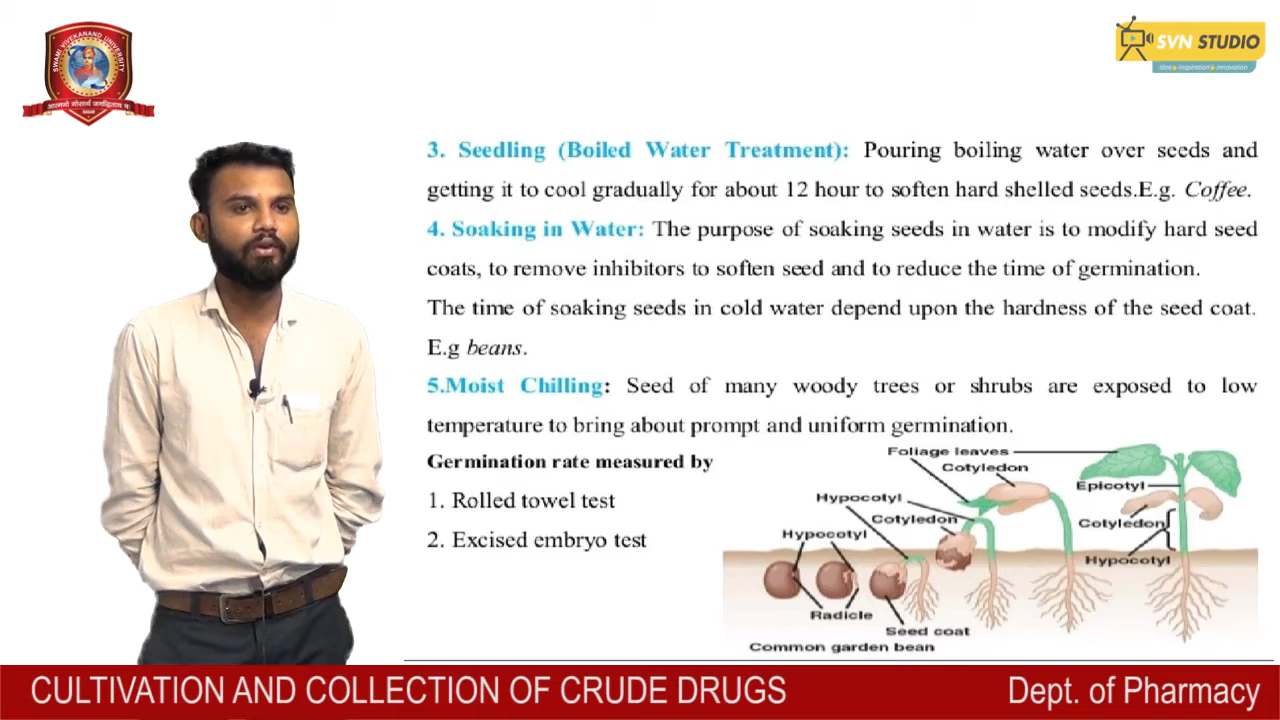 SWAMI VIVEKANAND UNIVERSITY
SVN STUDIO
idea inspiration innovation
3. Seedling (Boiled Water Treatment): Pouring boiling water over seeds and
getting it to cool gradually for about 12 hour to soften hard shelled seeds.E.g. Coffee.
4. Soaking in Water: The purpose of soaking seeds in water is to modify hard seed
coats, to remove inhibitors to soften seed and to reduce the time of germination.
The time of soaking seeds in cold water depend upon the hardness of the seed coat.
E.g beans.
5.Moist Chilling: Seed of many woody trees or shrubs are exposed to low
temperature to bring about prompt and uniform germination.
Germination rate measured by
1. Rolled towel test
2. Excised embryo test
Foliage leaves
Cotyledon
Epicotyl
Hypocotyl
Cotyledon
Cotyledon
Hypocotyl
Hypocotyl
Radicle
Seed coat
Common garden bean
CULTIVATION AND COLLECTION OF CRUDE DRUGS
Dept. of Pharmacy